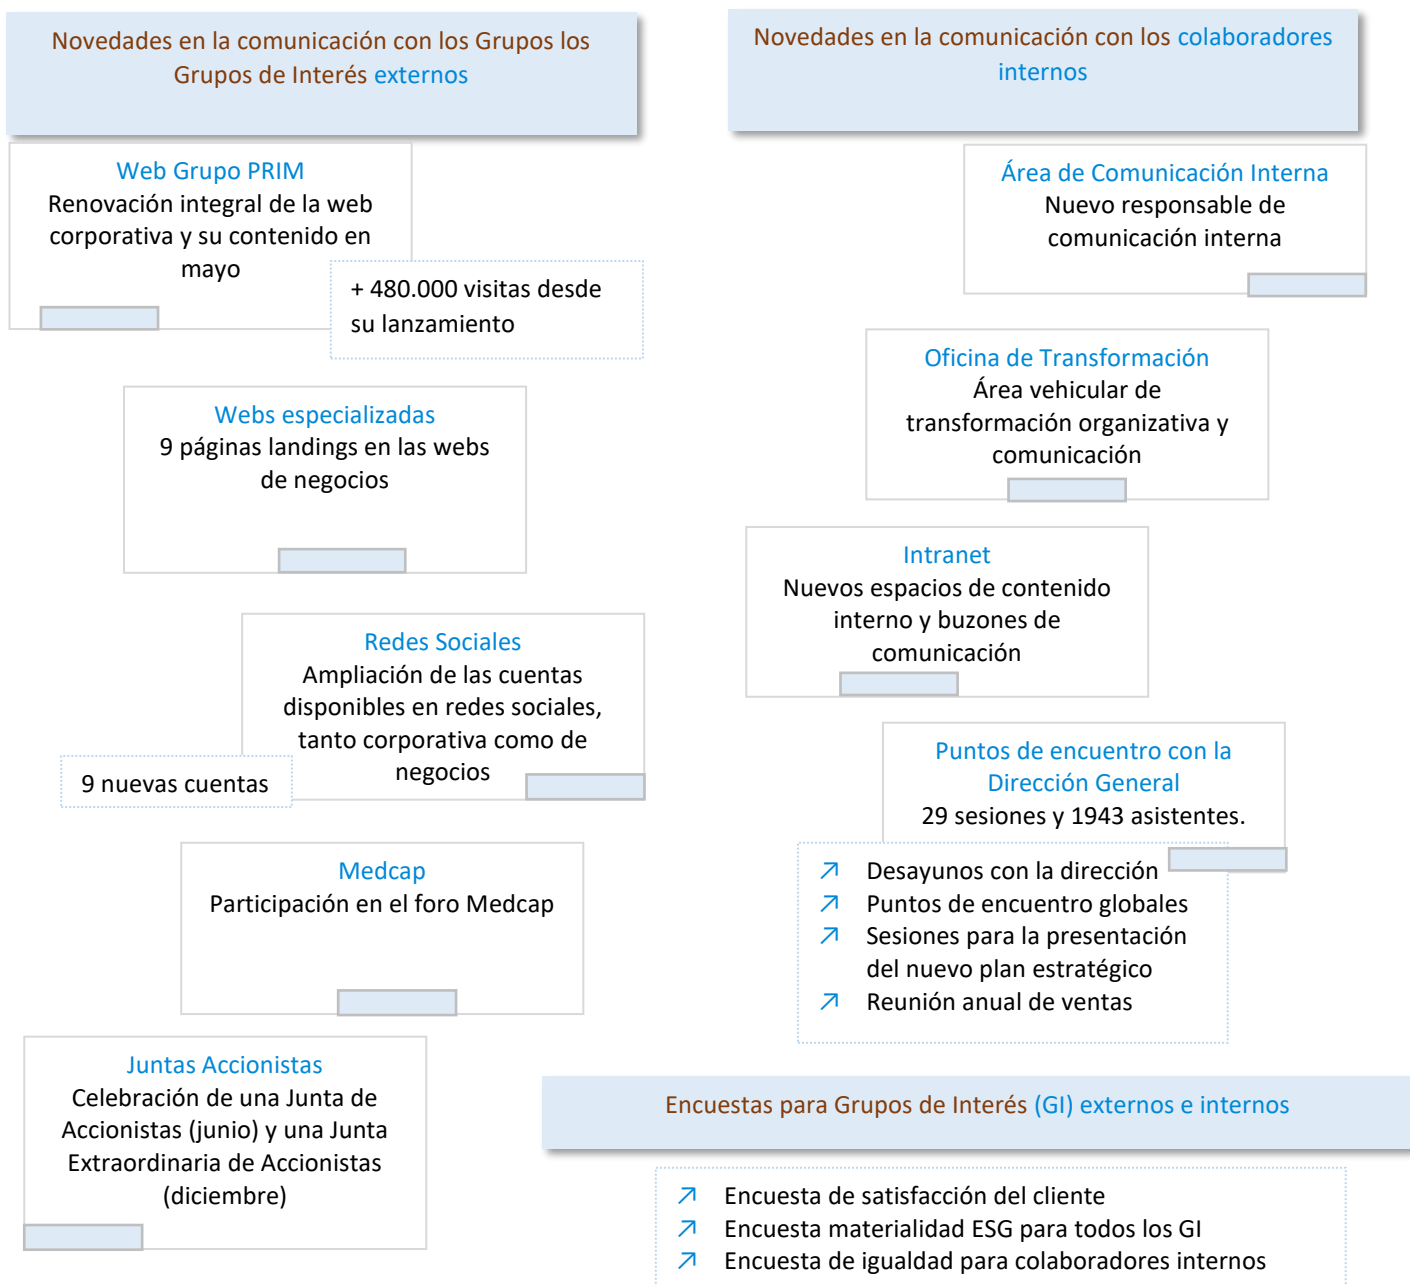 Novedades en la comunicación con los Grupos los
Grupos de Interés externos
Web Grupo PRIM
Renovación integral de la web
corporativa y su contenido en
mayo
+ 480.000 visitas desde
su lanzamiento
Webs especializadas
9 páginas landings en las webs
de negocios
Redes Sociales
Ampliación de las cuentas
disponibles en redes sociales,
tanto corporativa como de
negocios
9 nuevas cuentas
Medcap
Participación en el foro Medcap
Juntas Accionistas
Celebración de una Junta de
Accionistas (junio) y una Junta
Extraordinaria de Accionistas
(diciembre)
Novedades en la comunicación con los colaboradores
internos
Área de Comunicación Interna
Nuevo responsable de
comunicación interna
Oficina de Transformación
Área vehicular de
transformación organizativa y
comunicación
Intranet
Nuevos espacios de contenido
interno y buzones de
comunicación
Puntos de encuentro con la
Dirección General
29 sesiones y 1943 asistentes.
Desayunos con la dirección
Puntos de encuentro globales
Sesiones para la presentación
del nuevo plan estratégico
Reunión anual de ventas
Encuestas para Grupos de Interés (GI) externos e internos
Encuesta de satisfacción del cliente
Encuesta materialidad ESG para todos los GI
Encuesta de igualdad para colaboradores internos